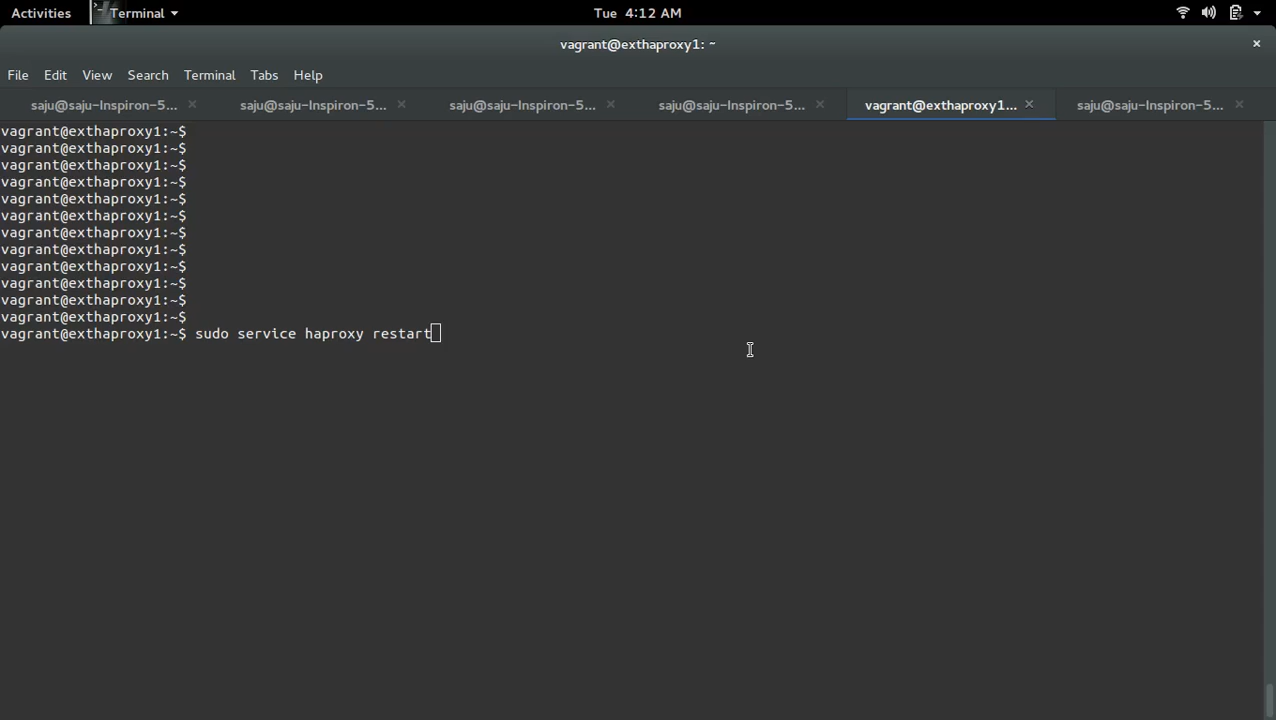 Activities
Terminal
Tue 4:12 AM
vagrant@exthaproxy1: ~
File Edit View Search Terminal Tabs Help
saju@saju-Inspiron-5... saju@saju-Inspiron-5... saju@saju-Inspiron-5... saju@saju-Inspiron-5... vagrant@exthaproxy1... saju@saju-Inspiron-5...
vagrant@exthaproxy1:~$
vagrant@exthaproxy1:~$
vagrant@exthaproxy1:~$
vagrant@exthaproxy1:~$
vagrant@exthaproxy1:~$
vagrant@exthaproxy1:~$
vagrant@exthaproxy1:~$
vagrant@exthaproxy1:~$
vagrant@exthaproxy1:~$
vagrant@exthaproxy1:~$
vagrant@exthaproxy1:~$
vagrant@exthaproxy1:~$
vagrant@exthaproxy1:~$ sudo service haproxy restart